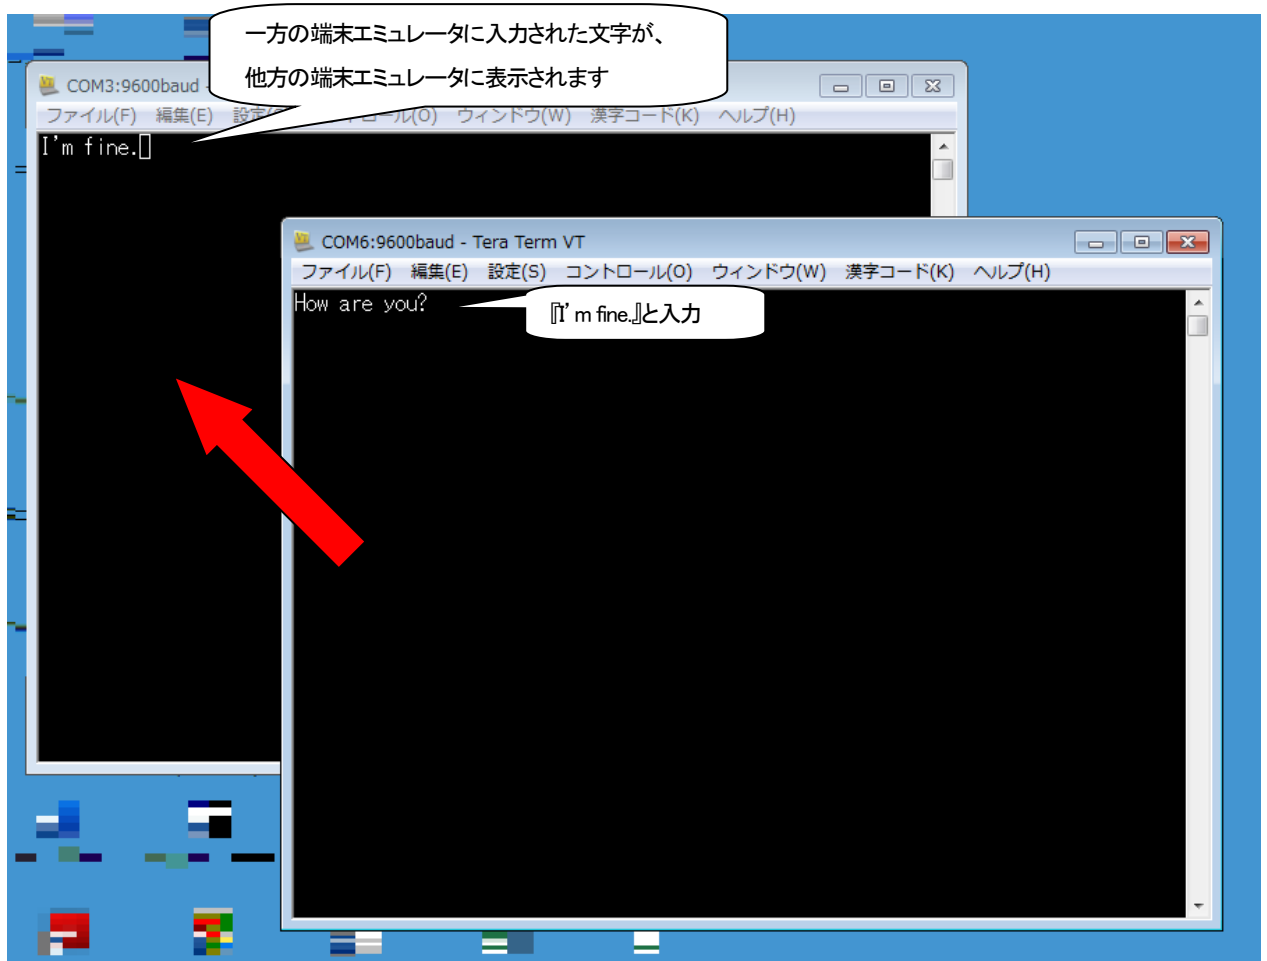 一方の端末エミュレータに入力された文字が、
他方の端末エミュレータに表示されます
COM3:9600baud -
ファイル(F) 編集(E) ル(O) ウィンドウ(W) 漢字コード(K) ヘルプ(H)
I'm fine.
COM6:9600baud - Tera Term VT
ファイル(F) 編集(E) 設定(S) コントロール(O) ウィンドウ(W) 漢字コード(K) ヘルプ(H)
How are you?
『I’m fine.』と入力